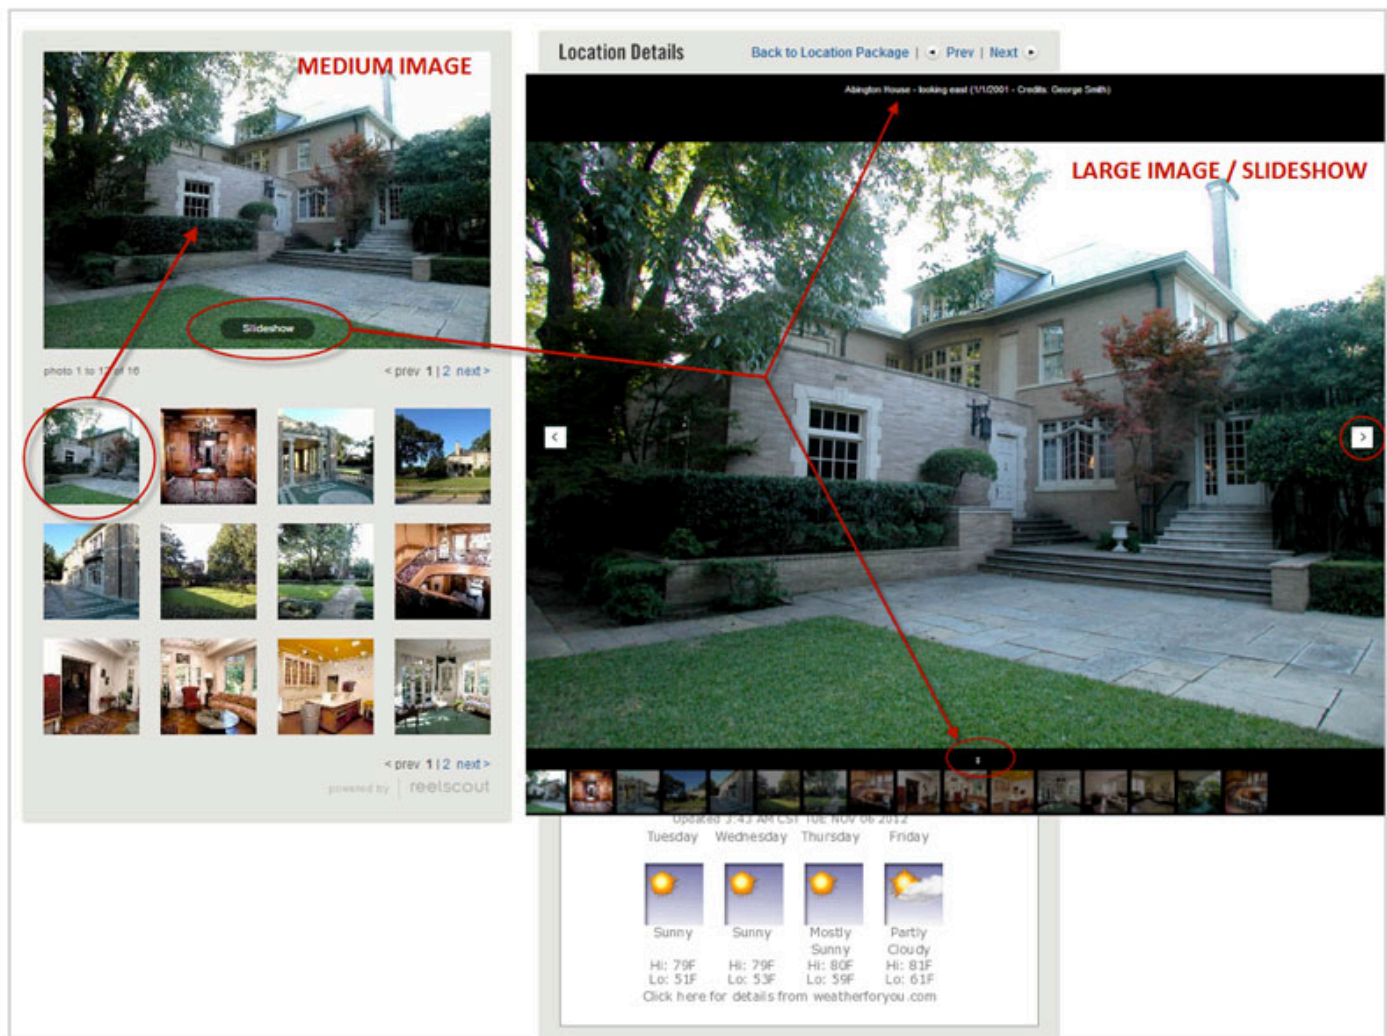 MEDIUM IMAGE
Slideshow
photo 1 to 12 of 16
< prev 1 | 2 next >
< prev 1 | 2 next >
powered by | reelscout
Location Details
Back to Location Package | Prev | Next
Abington House - looking east (1/1/2001 - Credits: George Smith)
LARGE IMAGE / SLIDESHOW
<
>
Updated 3:43 AM CST TUE NOV 06 2012
Tuesday Wednesday Thursday Friday
Sunny Sunny Mostly Partly
Sunny Cloudy
Hi: 79F Hi: 79F Hi: 80F Hi: 81F
Lo: 51F Lo: 53F Lo: 59F Lo: 61F
Click here for details from weatherforyou.com